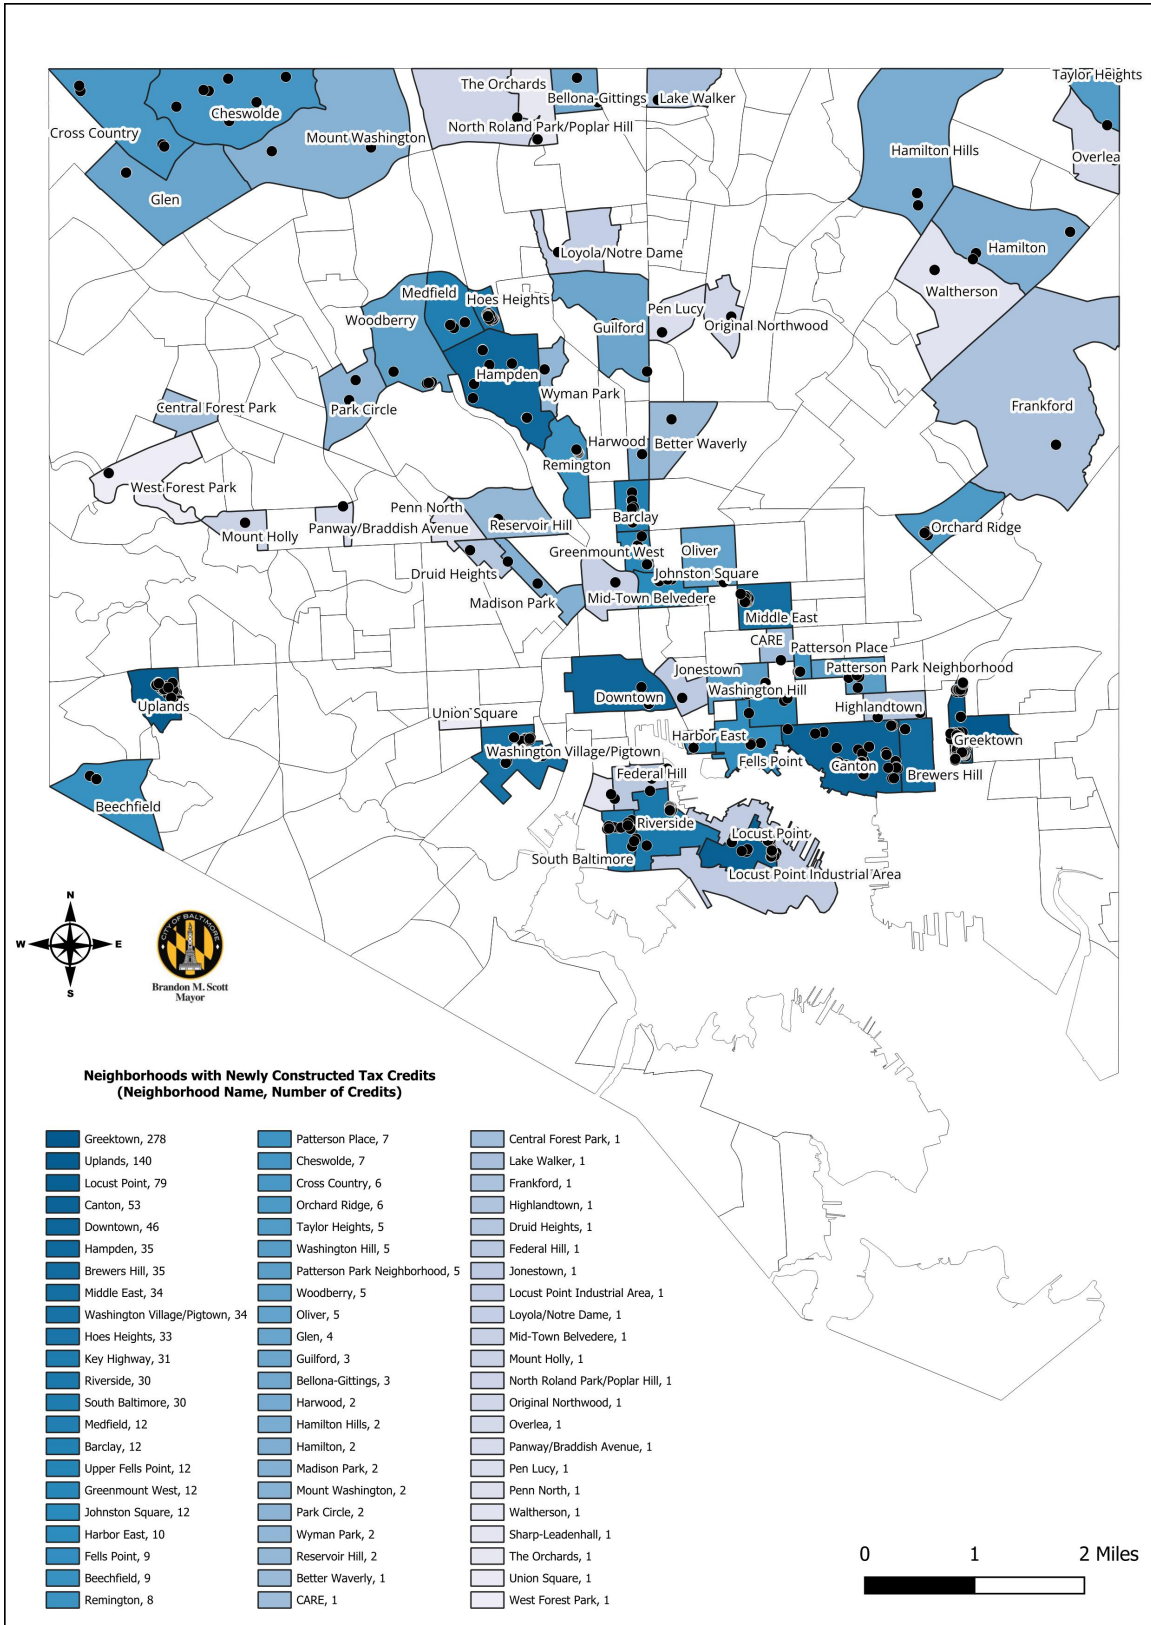 Taylor Heights
The Orchards
Bellona-Gittings
Lake Walker
Cheswolde
Cross Country
North Roland Park/Poplar Hill
Mount Washington
Hamilton Hills
Overlea
Glen
Loyola/Notre Dame
Hamilton
Waltherson
Medfield
Hoes Heights
Pen Lucy
Woodberry
Guilford
Original Northwood
Hampden
Wyman Park
Central Forest Park
Park Circle
Frankford
Harwood
Better Waverly
Remington
West Forest Park
Penn North
Barclay
Panway/Braddish Avenue
Reservoir Hill
Orchard Ridge
Mount Holly
Greenmount West
Oliver
Druid Heights
Johnston Square
Madison Park
Mid-Town Belvedere
Middle East
CARE
Patterson Place
Jonestown
Patterson Park Neighborhood
Uplands
Downtown
Washington Hill
Highlandtown
Union Square
Harbor East
Greektown
Washington Village/Pigtown
Fells Point
Canton
Federal Hill
Brewers Hill
Beechfield
Riverside
Locust Point
South Baltimore
Locust Point Industrial Area
N
W
E
S
CITY OF BALTIMORE
Brandon M. Scott
Mayor
Neighborhoods with Newly Constructed Tax Credits
(Neighborhood Name, Number of Credits)
Greektown, 278
Uplands, 140
Locust Point, 79
Canton, 53
Downtown, 46
Hampden, 35
Brewers Hill, 35
Middle East, 34
Washington Village/Pigtown, 34
Hoes Heights, 33
Key Highway, 31
Riverside, 30
South Baltimore, 30
Medfield, 12
Barclay, 12
Upper Fells Point, 12
Greenmount West, 12
Johnston Square, 12
Harbor East, 10
Fells Point, 9
Beechfield, 9
Remington, 8
Patterson Place, 7
Cheswolde, 7
Cross Country, 6
Orchard Ridge, 6
Taylor Heights, 5
Washington Hill, 5
Patterson Park Neighborhood, 5
Woodberry, 5
Oliver, 5
Glen, 4
Guilford, 3
Bellona-Gittings, 3
Harwood, 2
Hamilton Hills, 2
Hamilton, 2
Madison Park, 2
Mount Washington, 2
Park Circle, 2
Wyman Park, 2
Reservoir Hill, 2
Better Waverly, 1
CARE, 1
Central Forest Park, 1
Lake Walker, 1
Frankford, 1
Highlandtown, 1
Druid Heights, 1
Federal Hill, 1
Jonestown, 1
Locust Point Industrial Area, 1
Loyola/Notre Dame, 1
Mid-Town Belvedere, 1
Mount Holly, 1
North Roland Park/Poplar Hill, 1
Original Northwood, 1
Overlea, 1
Panway/Braddish Avenue, 1
Pen Lucy, 1
Penn North, 1
Waltherson, 1
Sharp-Leadenhall, 1
The Orchards, 1
Union Square, 1
West Forest Park, 1
0 1 2 Miles